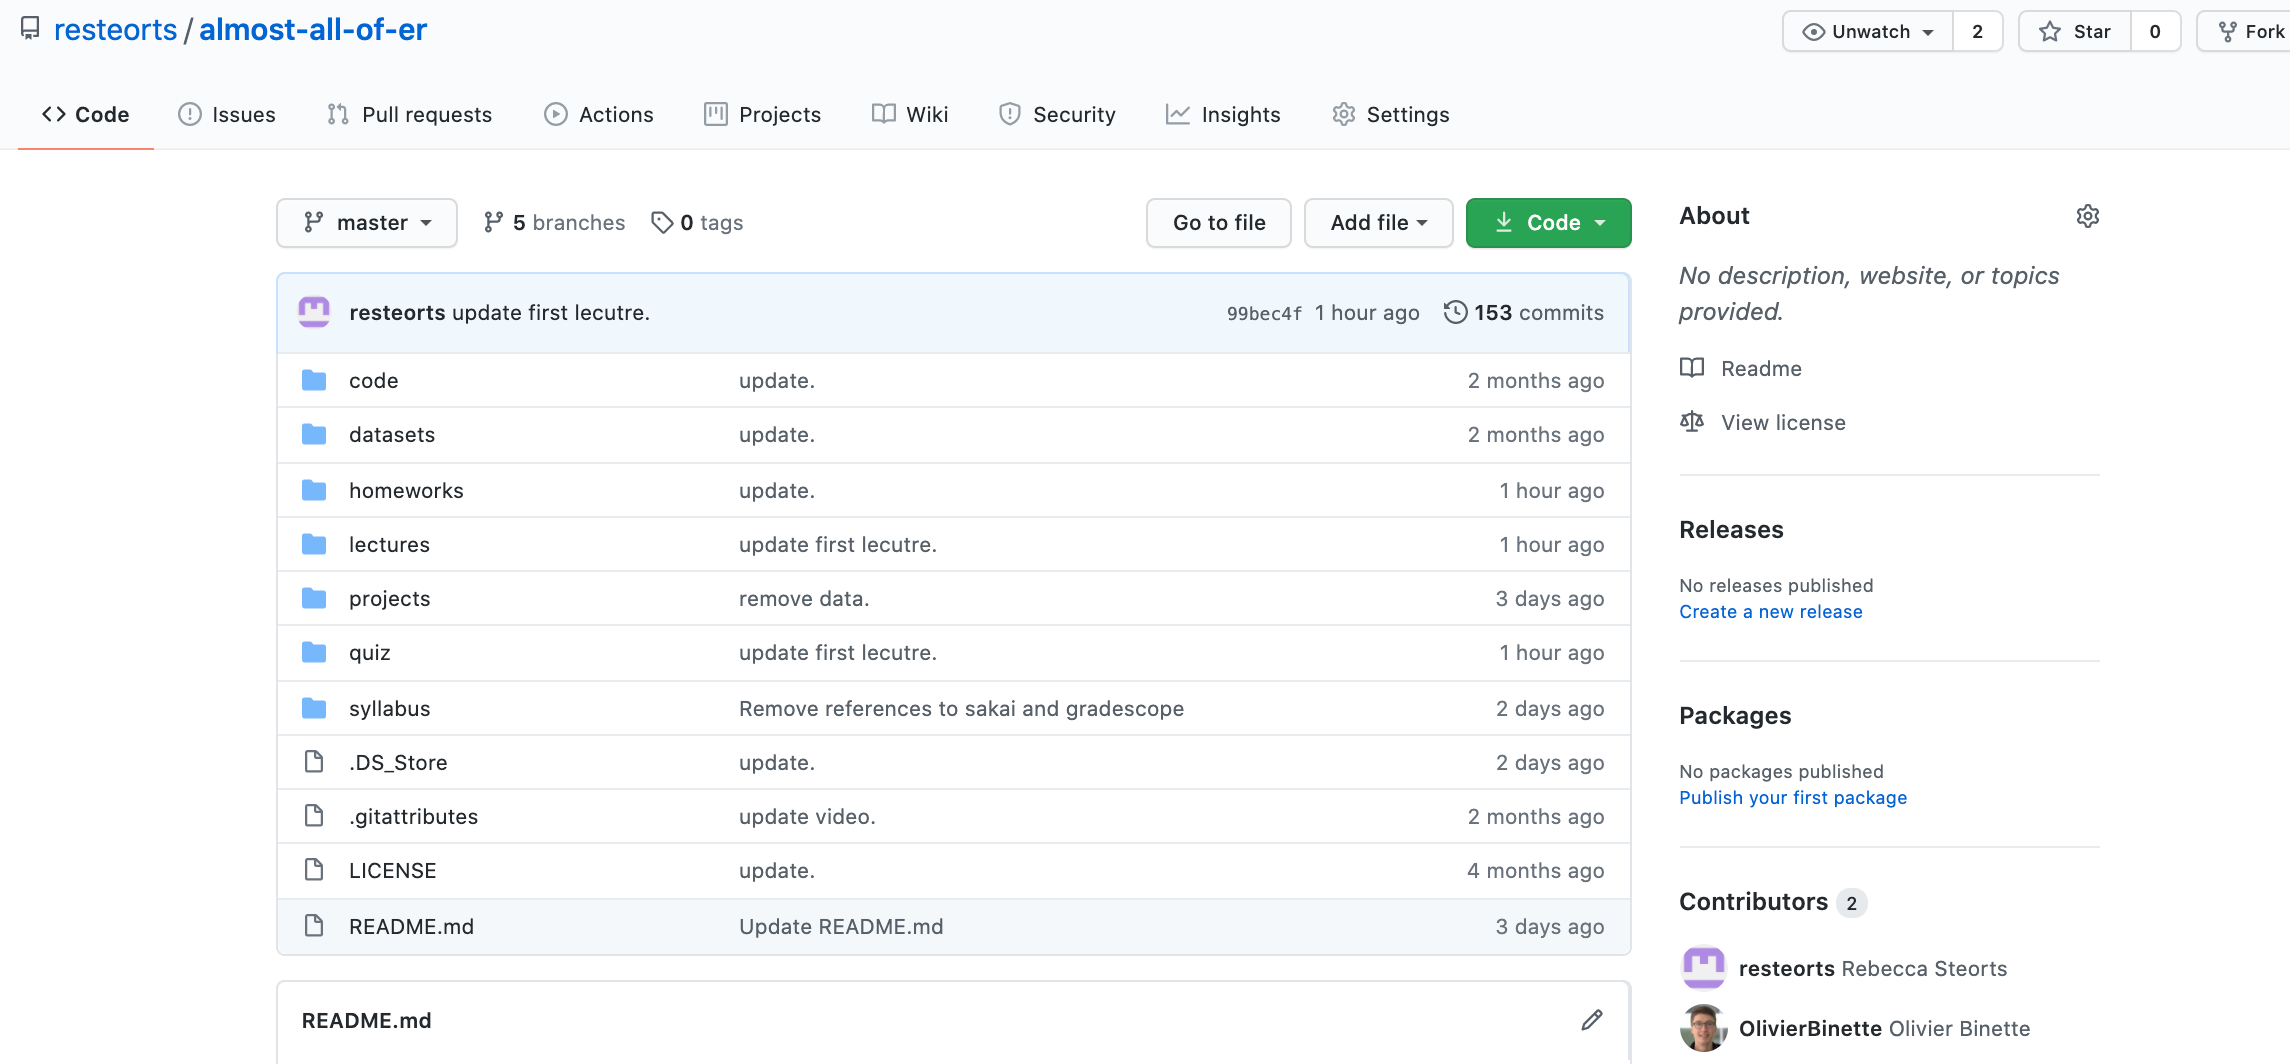 resteorts / almost-all-of-er
Unwatch 2 Star 0 Fork
Code Issues Pull requests Actions Projects Wiki Security Insights Settings
master 5 branches 0 tags Go to file Add file Code
resteorts update first lecutre. 99bec4f 1 hour ago 153 commits
code update. 2 months ago
datasets update. 2 months ago
homeworks update. 1 hour ago
lectures update first lecutre. 1 hour ago
projects remove data. 3 days ago
quiz update first lecutre. 1 hour ago
syllabus Remove references to sakai and gradescope 2 days ago
.DS_Store update. 2 days ago
.gitattributes update video. 2 months ago
LICENSE update. 4 months ago
README.md Update README.md 3 days ago
README.md
About
No description, website, or topics
provided.
Readme
View license
Releases
No releases published
Create a new release
Packages
No packages published
Publish your first package
Contributors 2
resteorts Rebecca Steorts
OlivierBinette Olivier Binette